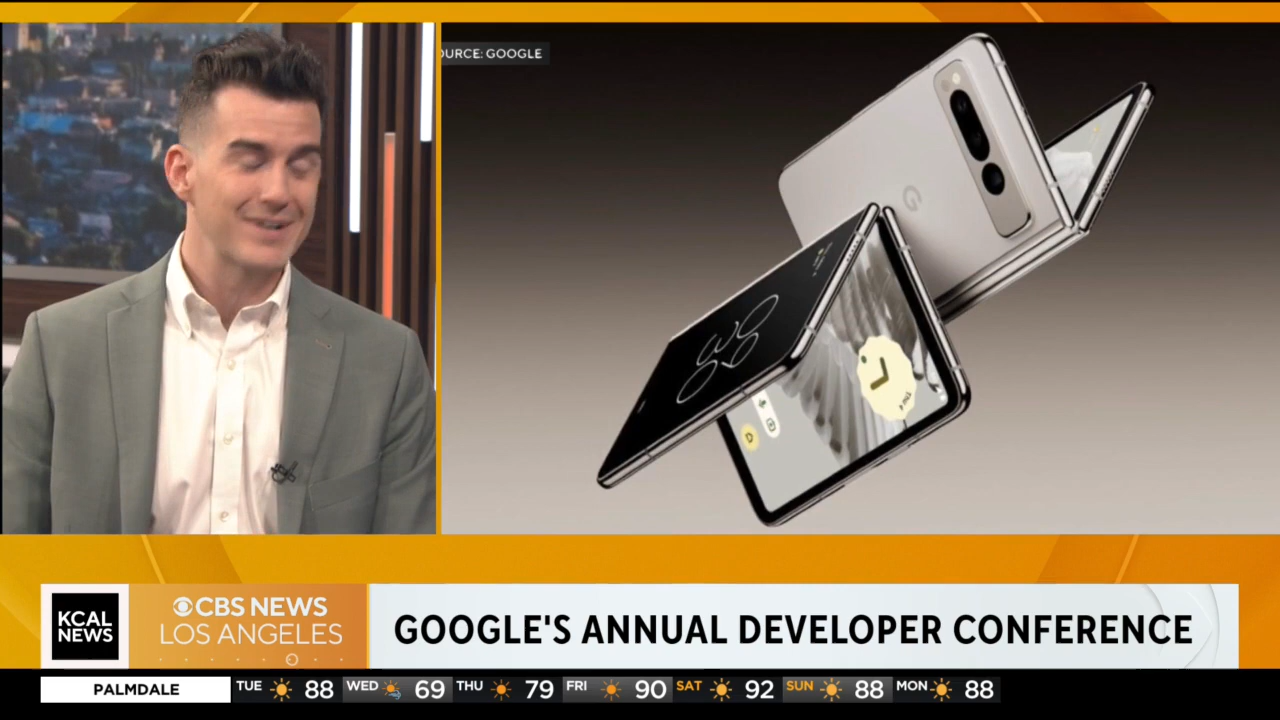 OURCE: GOOGLE
G
KCAL
NEWS
CBS NEWS
LOS ANGELES
GOOGLE'S ANNUAL DEVELOPER CONFERENCE
PALMDALE
TUE 88 WED 69 THU 79 FRI 90 SAT 92 SUN 88 MON 88